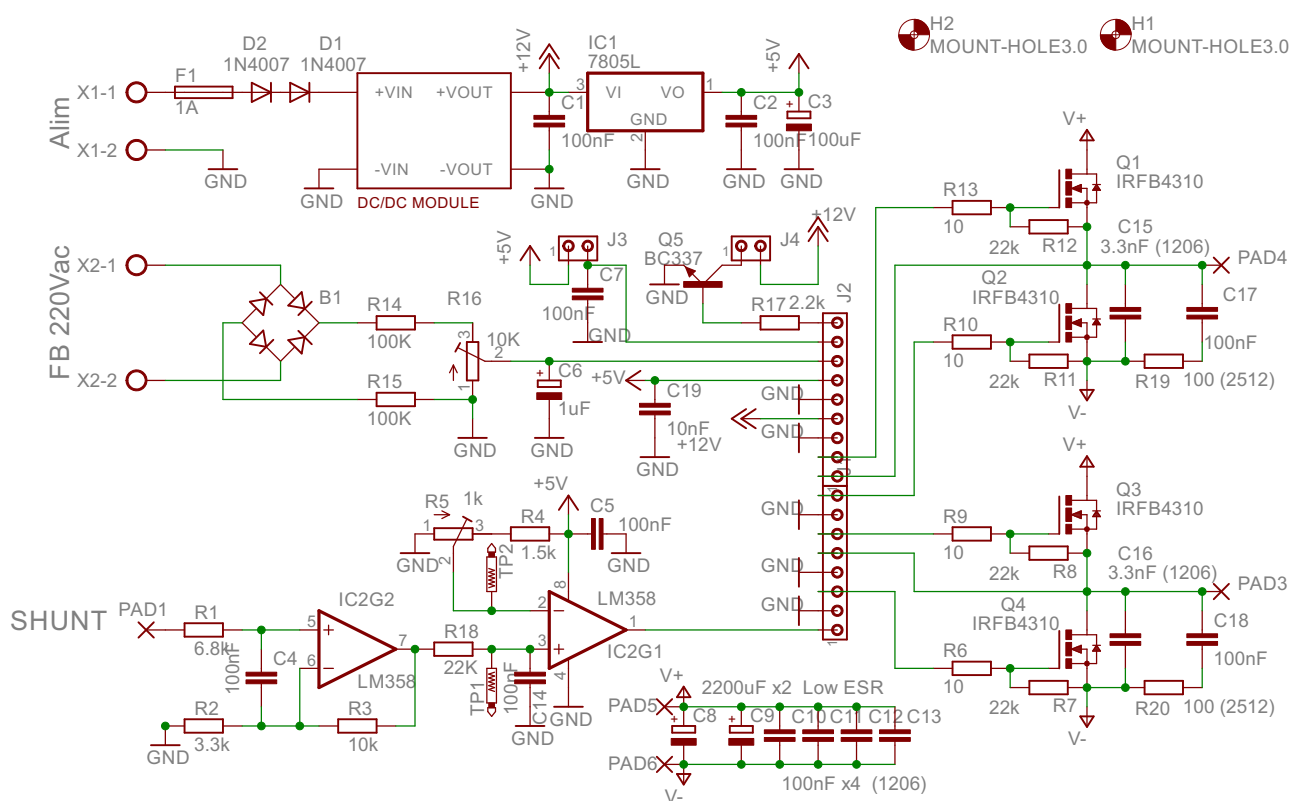 H2
MOUNT-HOLE3.0
H1
MOUNT-HOLE3.0
Alim
X1-1
X1-2
F1
1A
D2
1N4007
D1
1N4007
+VIN
+VOUT
-VIN
-VOUT
DC/DC MODULE
GND
GND
GND
+12V
C1
100nF
IC1
7805L
3
VI
VO
1
GND
2
GND
C2
100nF
GND
+5V
C3
100uF
+
GND
FB 220Vac
X2-1
X2-2
B1
R14
100K
R15
100K
R16
10K
3
2
1
GND
C6
+
1uF
GND
+5V
J3
1
C7
100nF
GND
Q5
BC337
GND
J4
1
+12V
R17
2.2k
J2
+5V
C19
10nF
GND
+12V
GND
GND
GND
GND
GND
1
1
R13
10
22k
R12
V+
Q1
IRFB4310
C15
3.3nF (1206)
PAD4
Q2
IRFB4310
R10
10
22k
R11
C17
100nF
R19
100 (2512)
V-
V+
Q3
IRFB4310
R9
10
22k
R8
C16
3.3nF (1206)
PAD3
Q4
IRFB4310
R6
10
22k
R7
C18
100nF
R20
100 (2512)
V-
SHUNT
PAD1
R1
6.8k
C4
100nF
R2
3.3k
GND
R3
10k
IC2G2
LM358
5
6
7
+
-
R18
22K
TP1
TP2
C14
100nF
GND
R5
1k
1
3
2
GND
R4
1.5k
+5V
C5
100nF
GND
8
2
3
4
1
-
+
LM358
IC2G1
GND
V+
PAD5
PAD6
V-
2200uF x2 Low ESR
+
C8
+
C9
C10
C11
C12
C13
100nF x4 (1206)